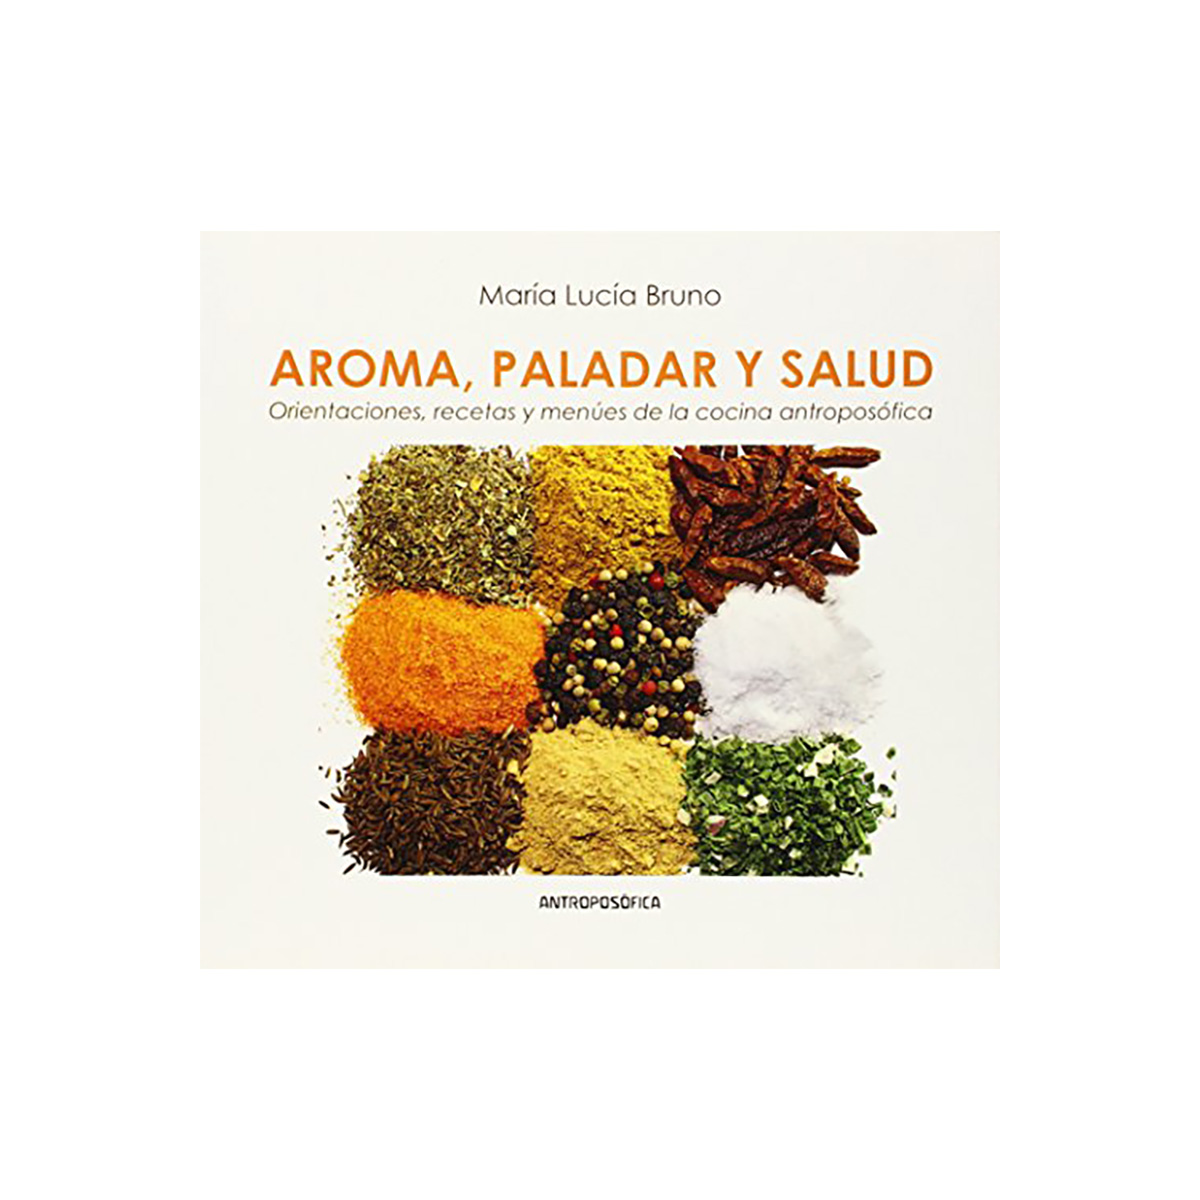 María Lucía Bruno
AROMA, PALADAR Y SALUD
Orientaciones, recetas y menúes de la cocina antroposófica
ANTROPOSÓFICA